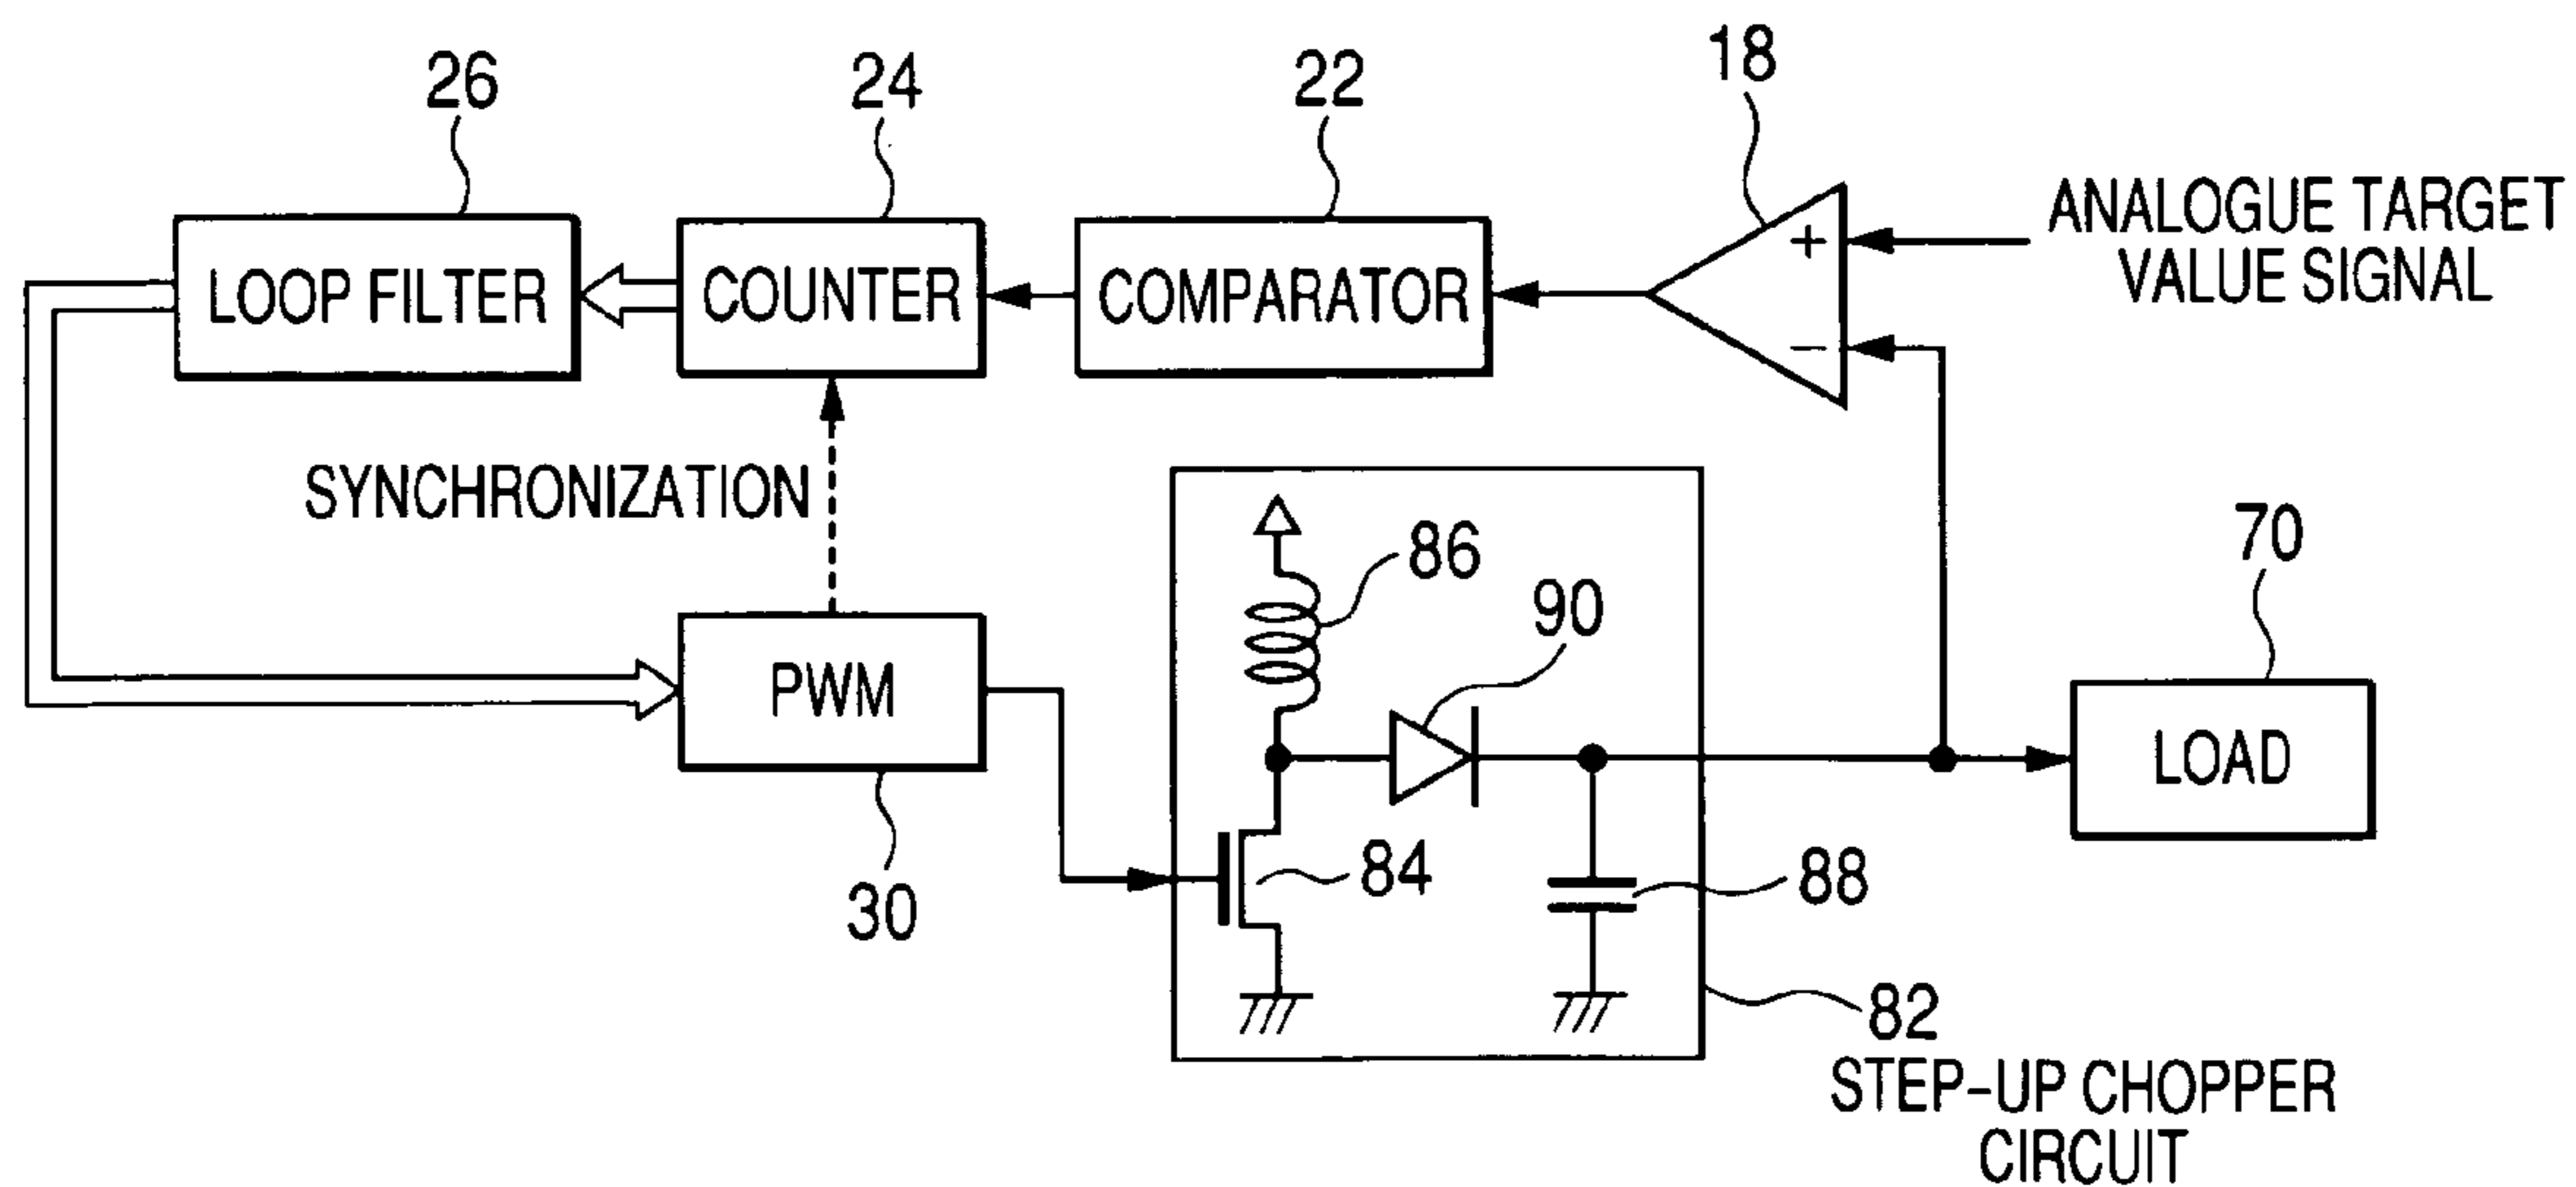 26
24
22
18
LOOP FILTER
COUNTER
COMPARATOR
+
−
ANALOGUE TARGET
VALUE SIGNAL
SYNCHRONIZATION
86
90
70
PWM
LOAD
84
88
30
82
STEP-UP CHOPPER
CIRCUIT